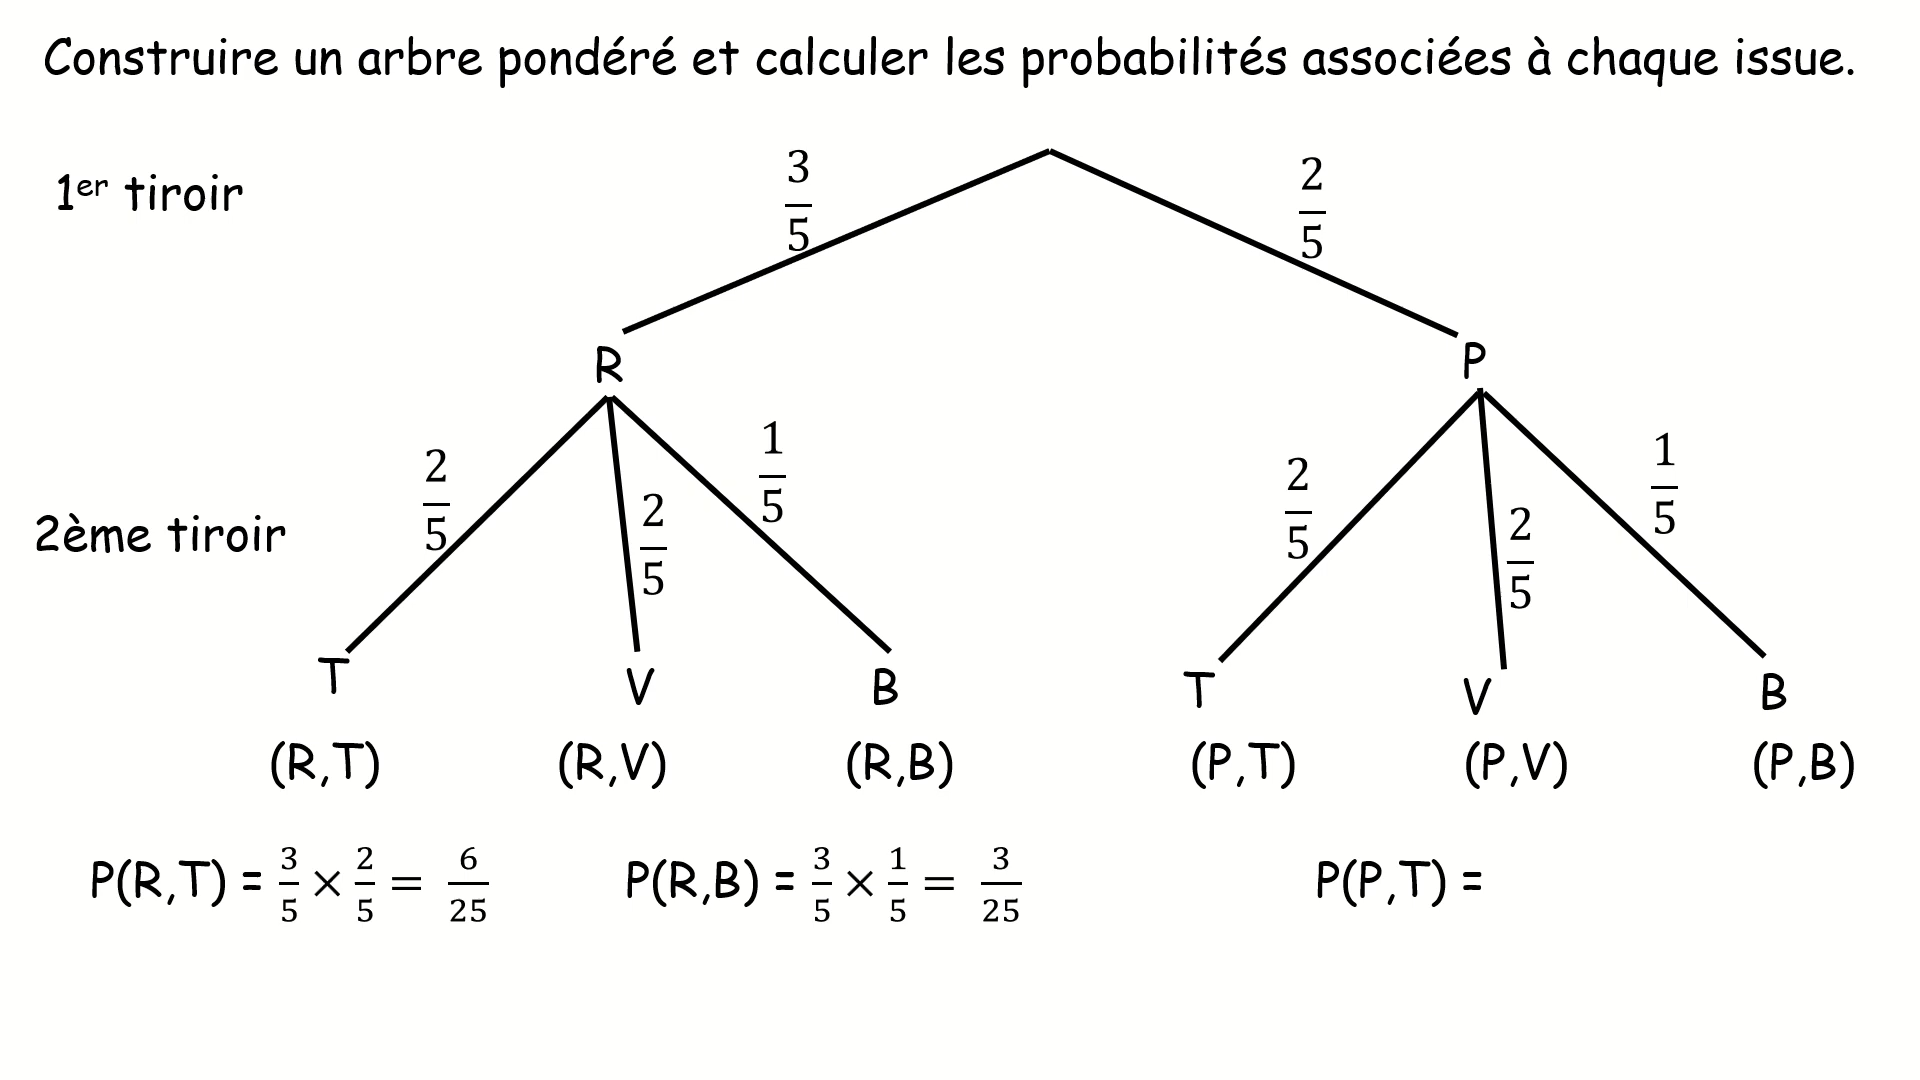 Construire un arbre pondéré et calculer les probabilités associées à chaque issue.
1er tiroir
3/5
2/5
R
P
2ème tiroir
2/5
2/5
1/5
2/5
2/5
1/5
T
V
B
T
V
B
(R,T)
(R,V)
(R,B)
(P,T)
(P,V)
(P,B)
P(R,T) = 3/5 × 2/5 = 6/25
P(R,B) = 3/5 × 1/5 = 3/25
P(P,T) =